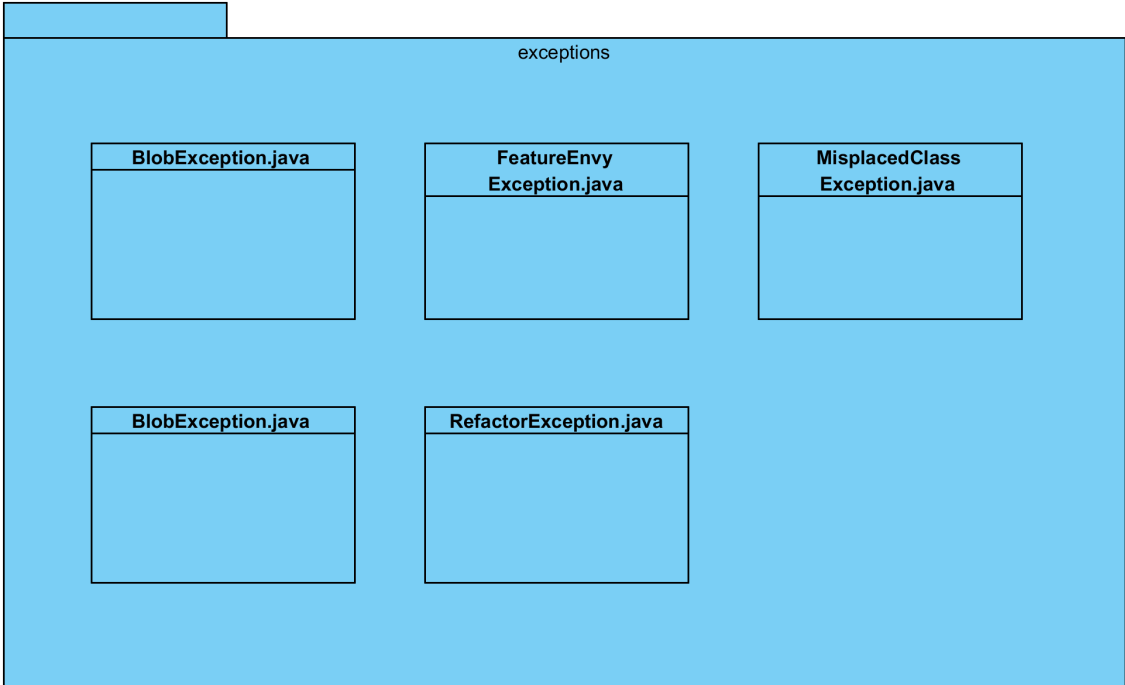 exceptions
BlobException.java
FeatureEnvy
Exception.java
MisplacedClass
Exception.java
BlobException.java
RefactorException.java